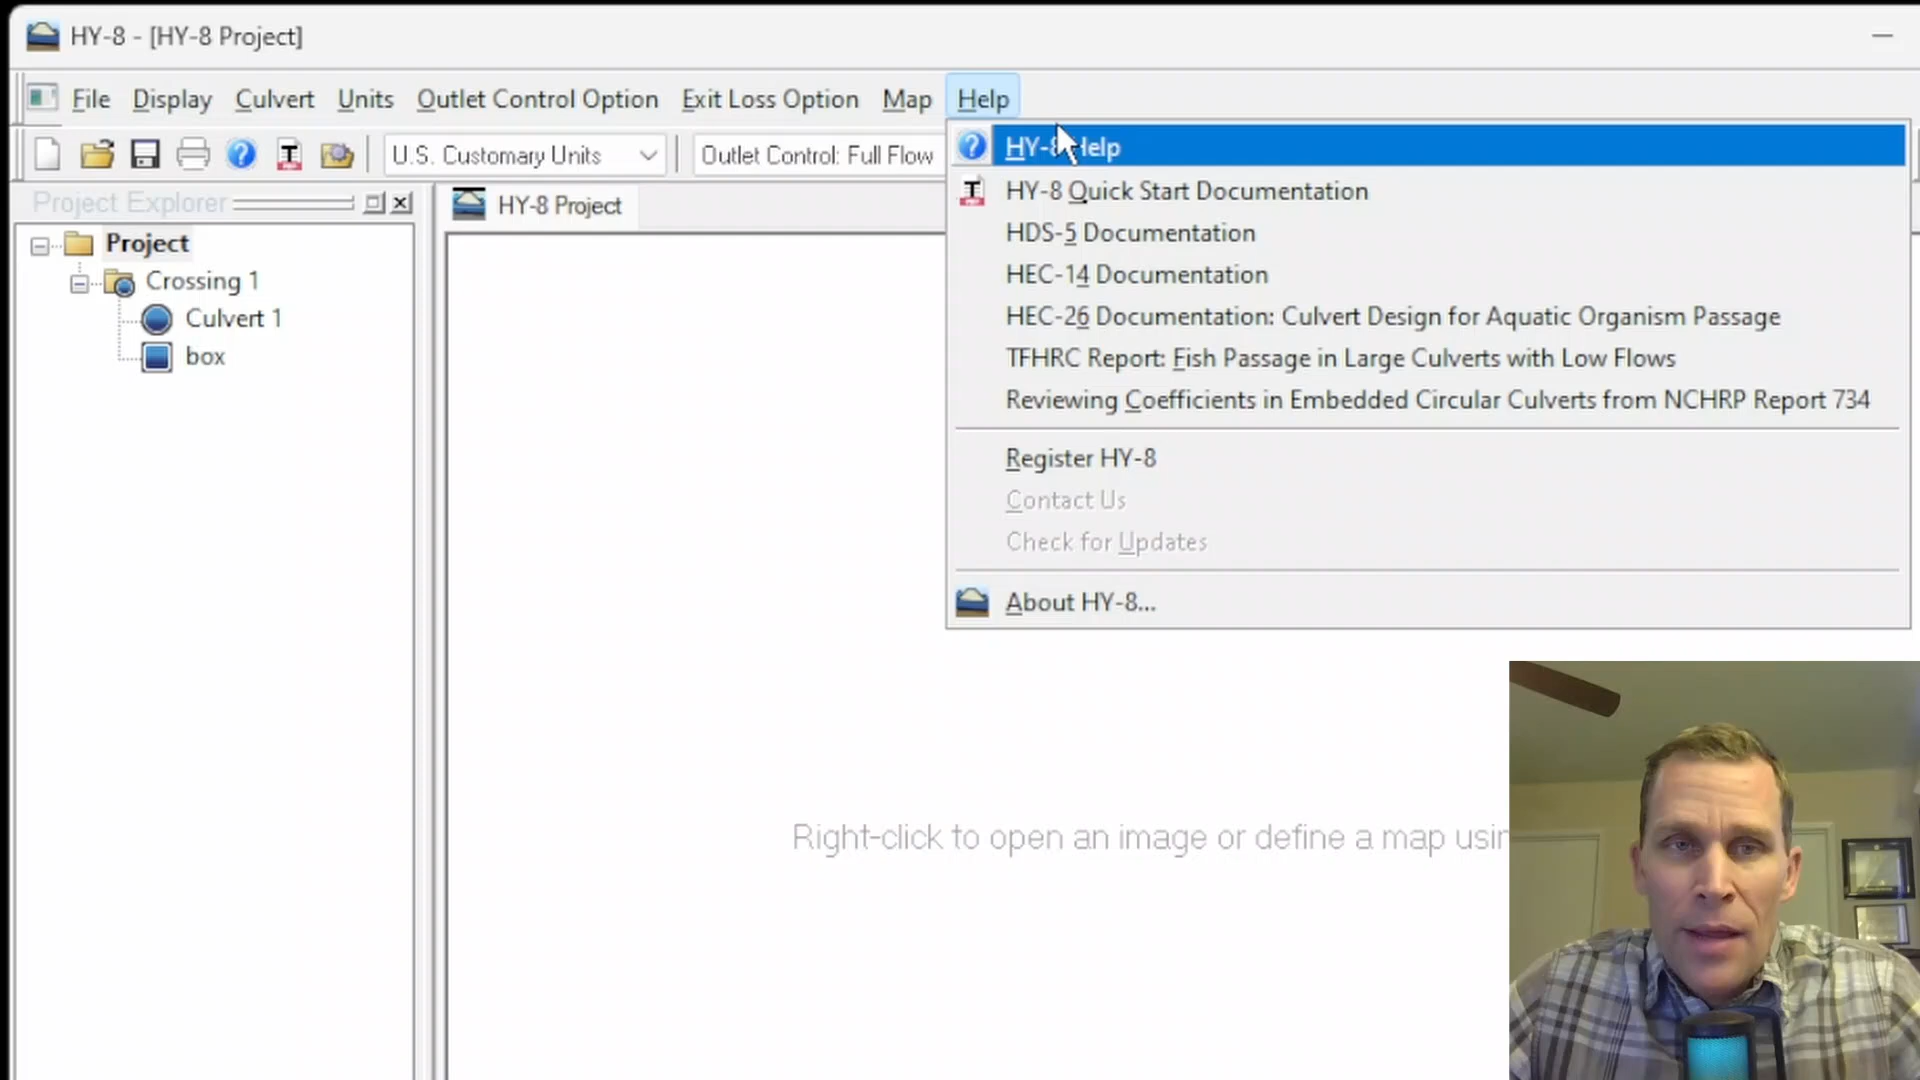 HY-8 - [HY-8 Project]
File Display Culvert Units Outlet Control Option Exit Loss Option Map Help
U.S. Customary Units Outlet Control: Full Flow
Project Explorer
HY-8 Project
Project
Crossing 1
Culvert 1
box
HY-8 Help
HY-8 Quick Start Documentation
HDS-5 Documentation
HEC-14 Documentation
HEC-26 Documentation: Culvert Design for Aquatic Organism Passage
TFHRC Report: Fish Passage in Large Culverts with Low Flows
Reviewing Coefficients in Embedded Circular Culverts from NCHRP Report 734
Register HY-8
Contact Us
Check for Updates
About HY-8...
Right-click to open an image or define a map usin